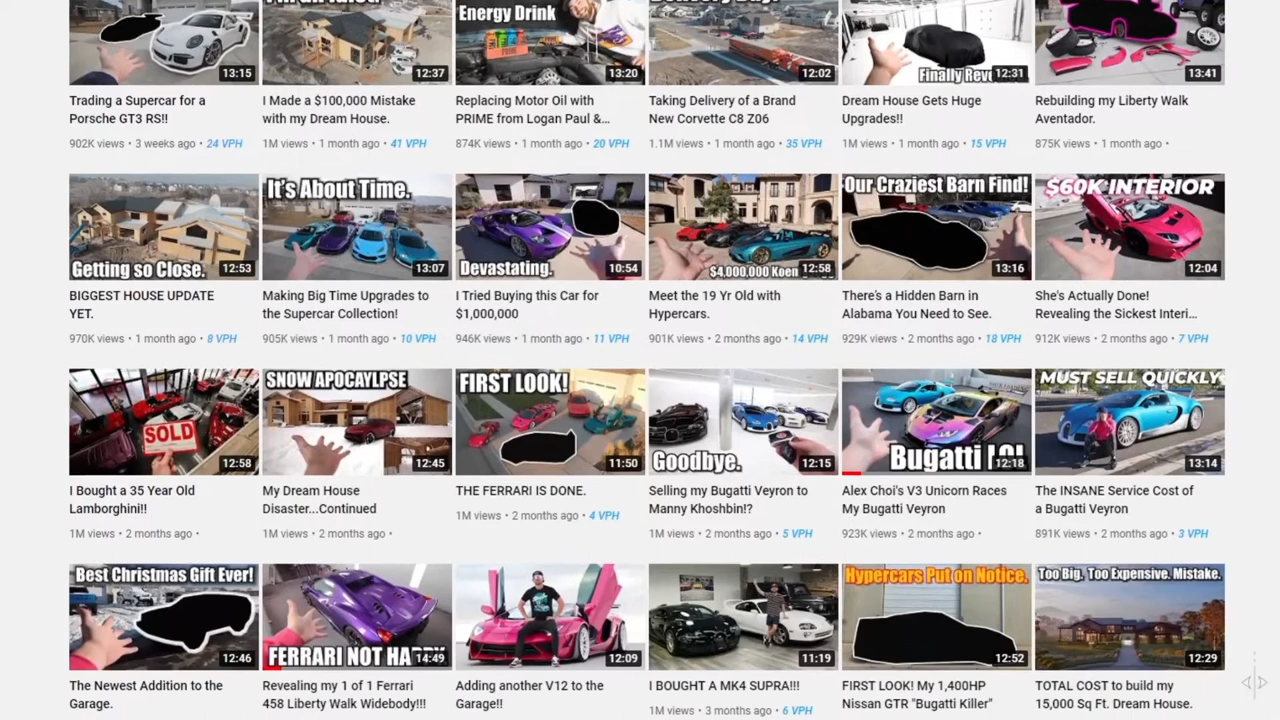 Energy Drink
Finally Reve
13:15
12:37
13:20
12:02
12:31
13:41
Trading a Supercar for a
Porsche GT3 RS!!
902K views • 3 weeks ago • 24 VPH
I Made a $100,000 Mistake
with my Dream House.
1M views • 1 month ago • 41 VPH
Replacing Motor Oil with
PRIME from Logan Paul &...
874K views • 1 month ago • 20 VPH
Taking Delivery of a Brand
New Corvette C8 Z06
1.1M views • 1 month ago • 35 VPH
Dream House Gets Huge
Upgrades!!
1M views • 1 month ago • 15 VPH
Rebuilding my Liberty Walk
Aventador.
875K views • 1 month ago •
Getting so Close.
12:53
BIGGEST HOUSE UPDATE
YET.
970K views • 1 month ago • 8 VPH
It's About Time.
13:07
Making Big Time Upgrades to
the Supercar Collection!
905K views • 1 month ago • 10 VPH
Devastating.
10:54
I Tried Buying this Car for
$1,000,000
946K views • 1 month ago • 11 VPH
$4,000,000 Koen
12:58
Meet the 19 Yr Old with
Hypercars.
901K views • 2 months ago • 14 VPH
Our Craziest Barn Find!
13:16
There's a Hidden Barn in
Alabama You Need to See.
929K views • 2 months ago • 18 VPH
$60K INTERIOR
12:04
She's Actually Done!
Revealing the Sickest Interi...
912K views • 2 months ago • 7 VPH
SOLD
12:58
I Bought a 35 Year Old
Lamborghini!!
1M views • 2 months ago •
SNOW APOCAYLPSE
12:45
My Dream House
Disaster...Continued
1M views • 2 months ago •
FIRST LOOK!
11:50
THE FERRARI IS DONE.
1M views • 2 months ago • 4 VPH
Goodbye.
12:15
Selling my Bugatti Veyron to
Manny Khoshbin!?
1M views • 2 months ago • 5 VPH
Bugatti
12:18
Alex Choi's V3 Unicorn Races
My Bugatti Veyron
923K views • 2 months ago •
MUST SELL QUICKLY
13:14
The INSANE Service Cost of
a Bugatti Veyron
891K views • 2 months ago • 3 VPH
Best Christmas Gift Ever!
12:46
The Newest Addition to the
Garage.
FERRARI NOT HAPPY
14:49
Revealing my 1 of 1 Ferrari
458 Liberty Walk Widebody!!!
12:09
Adding another V12 to the
Garage!!
11:19
I BOUGHT A MK4 SUPRA!!!
1M views • 3 months ago • 6 VPH
Hypercars Put on Notice.
12:52
FIRST LOOK! My 1,400HP
Nissan GTR "Bugatti Killer"
Too Big. Too Expensive. Mistake.
12:29
TOTAL COST to build my
15,000 Sq Ft. Dream House.